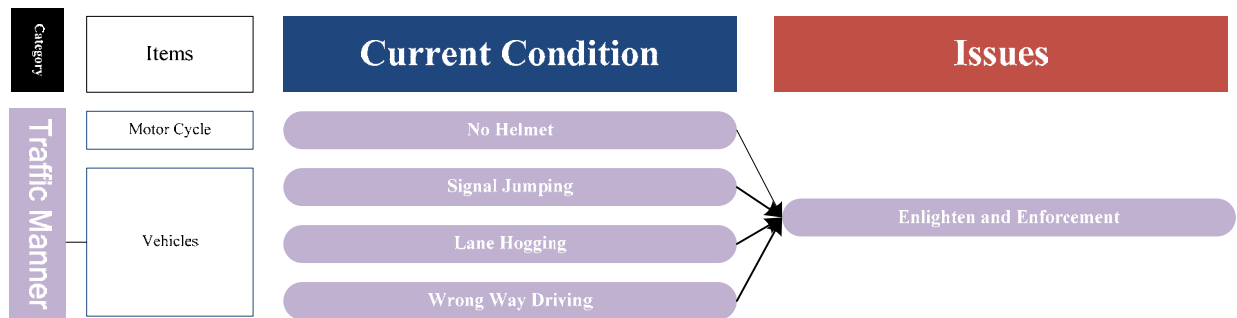 Category
Items
Current Condition
Issues
Traffic Manner
Motor Cycle
No Helmet
Vehicles
Signal Jumping
Lane Hogging
Wrong Way Driving
Enlighten and Enforcement